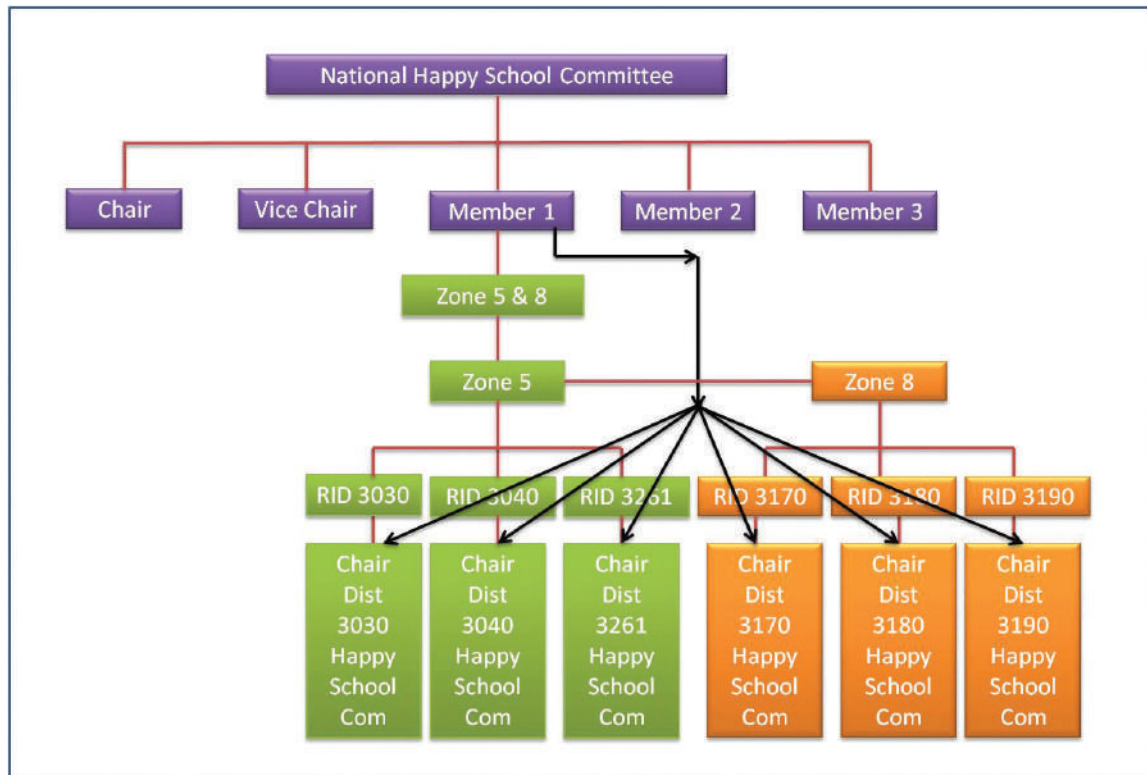 National Happy School Committee
Chair
Vice Chair
Member 1
Member 2
Member 3
Zone 5 & 8
Zone 5
Zone 8
RID 3030
RID 3040
RID 3261
RID 3170
RID 3180
RID 3190
Chair
Dist
3030
Happy
School
Com
Chair
Dist
3040
Happy
School
Com
Chair
Dist
3261
Happy
School
Com
Chair
Dist
3170
Happy
School
Com
Chair
Dist
3180
Happy
School
Com
Chair
Dist
3190
Happy
School
Com